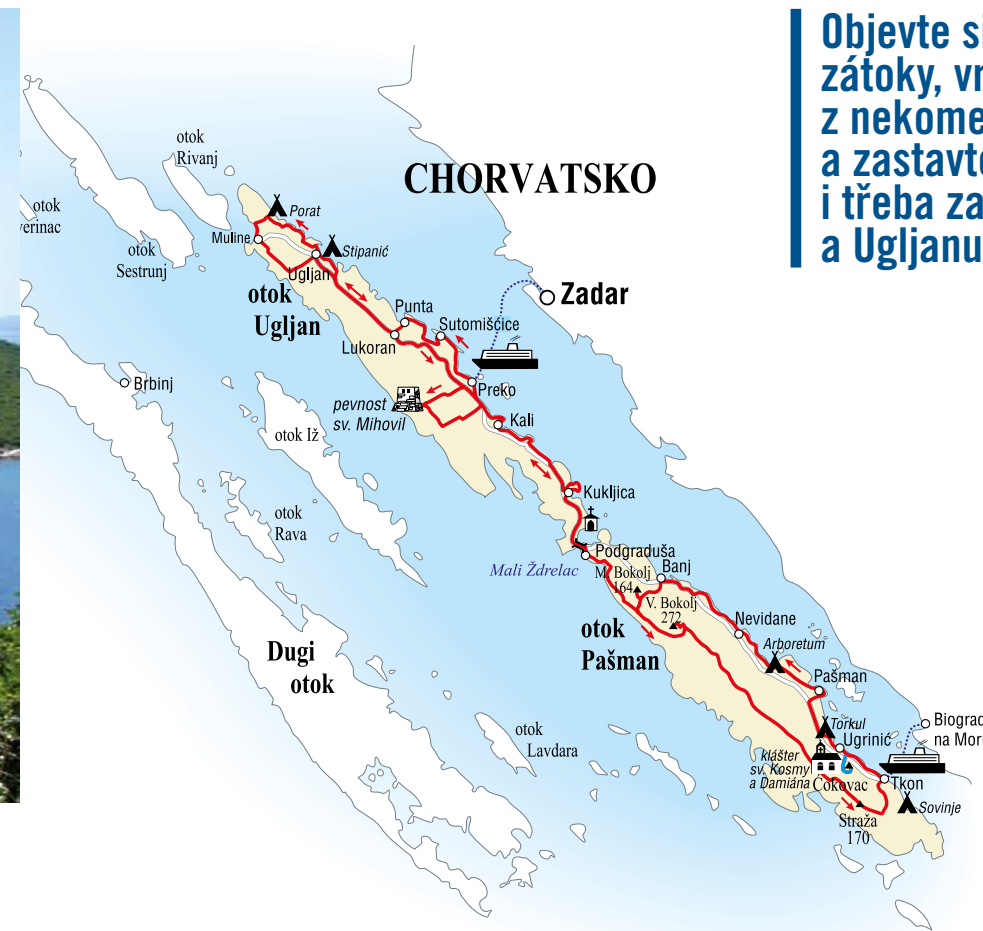 Objevte si
zátoky, vn
z nekome
a zastavte
i třeba za
a Ugljanu
CHORVATSKO
otok
Rivanj
otok
verinac
otok
Sestrunj
Porat
Muline
Stipanić
Ugljan
otok
Ugljan
Punta
Sutomišćice
Lukoran
Zadar
Preko
Brbinj
pevnost
sv. Mihovil
Kali
otok Iž
Kukljica
otok
Rava
Podgraduša
Mali Ždrelac
M. Bokolj
164
Banj
V. Bokolj
272
Nevidane
otok
Pašman
Arboretum
Dugi
otok
Pašman
otok
Lavdara
Torkul
Ugrinić
Biograd
na Mor
klášter
sv. Kosmy
a Damiána
Čokovac
Tkon
Sovinje
Straža
170